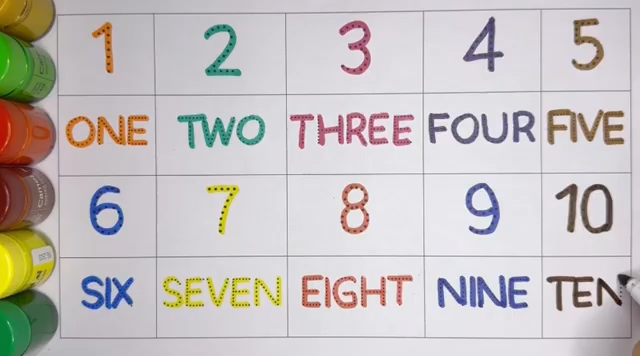 1 2 3 4 5
ONE TWO THREE FOUR FIVE
6 7 8 9 10
SIX SEVEN EIGHT NINE TEN